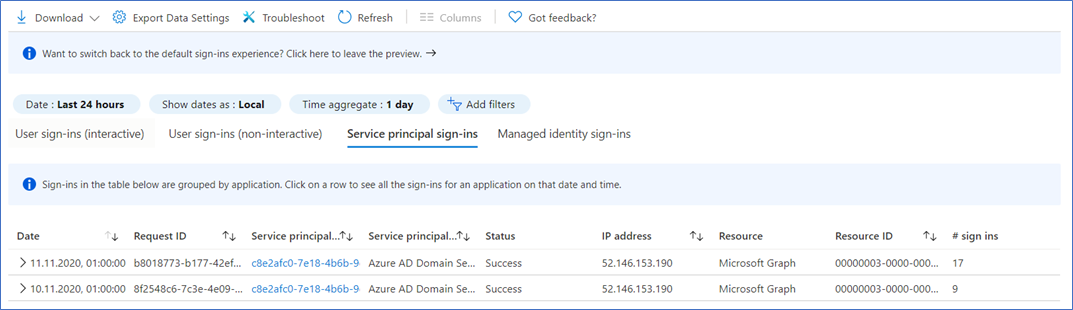 Download Export Data Settings Troubleshoot Refresh Columns Got feedback?
Want to switch back to the default sign-ins experience? Click here to leave the preview. →
Date : Last 24 hours Show dates as : Local Time aggregate : 1 day Add filters
User sign-ins (interactive) User sign-ins (non-interactive) Service principal sign-ins Managed identity sign-ins
Sign-ins in the table below are grouped by application. Click on a row to see all the sign-ins for an application on that date and time.
Date Request ID Service principal... Service principal... Status IP address Resource Resource ID # sign ins
11.11.2020, 01:00:00 b8018773-b177-42ef... c8e2afc0-7e18-4b6b-9 Azure AD Domain Se... Success 52.146.153.190 Microsoft Graph 00000003-0000-000... 17
10.11.2020, 01:00:00 8f2548c6-7c3e-4e09-... c8e2afc0-7e18-4b6b-9 Azure AD Domain Se... Success 52.146.153.190 Microsoft Graph 00000003-0000-000... 9